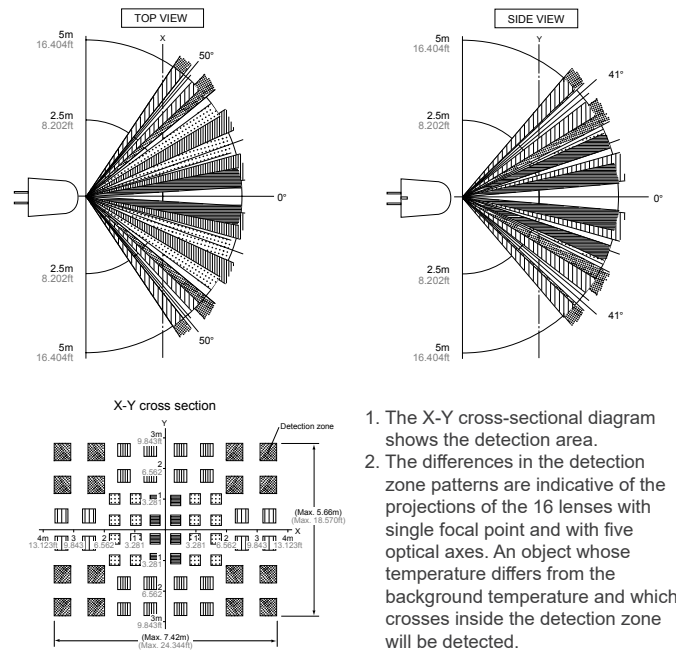 TOP VIEW
5m
16.404ft
X
50°
2.5m
8.202ft
0°
2.5m
8.202ft
50°
5m
16.404ft
SIDE VIEW
5m
16.404ft
Y
41°
2.5m
8.202ft
0°
2.5m
8.202ft
41°
5m
16.404ft
X-Y cross section
Y
Detection zone
3m
9.843ft
2
6.562
1
3.281
(Max. 5.66m)
(Max. 18.570ft)
X
4m 3 2 1 1 2 3 4m
13.123ft 9.843 6.562 3.281 3.281 6.562 9.843 13.123ft
1
3.281
2
6.562
3m
9.843ft
(Max. 7.42m)
(Max. 24.344ft)
1. The X-Y cross-sectional diagram
shows the detection area.
2. The differences in the detection
zone patterns are indicative of the
projections of the 16 lenses with
single focal point and with five
optical axes. An object whose
temperature differs from the
background temperature and which
crosses inside the detection zone
will be detected.